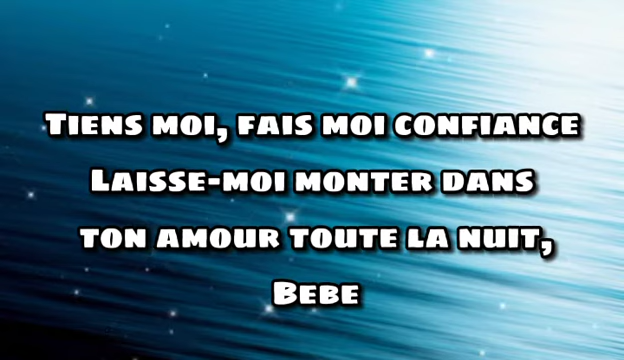 Tiens moi, fais moi confiance
Laisse-moi monter dans
ton amour toute la nuit,
Bebe